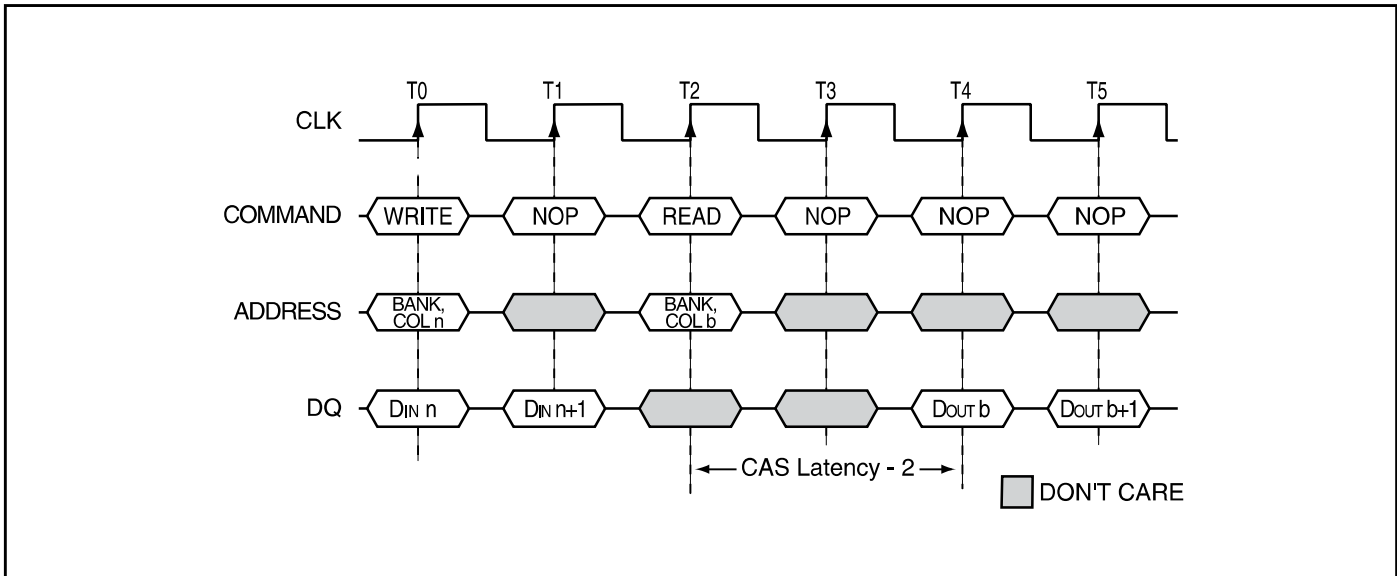 T0 T1 T2 T3 T4 T5
CLK
COMMAND WRITE NOP READ NOP NOP NOP
ADDRESS BANK, COL n BANK, COL b
DQ DIN n DIN n+1 DOUT b DOUT b+1
CAS Latency - 2
DON'T CARE